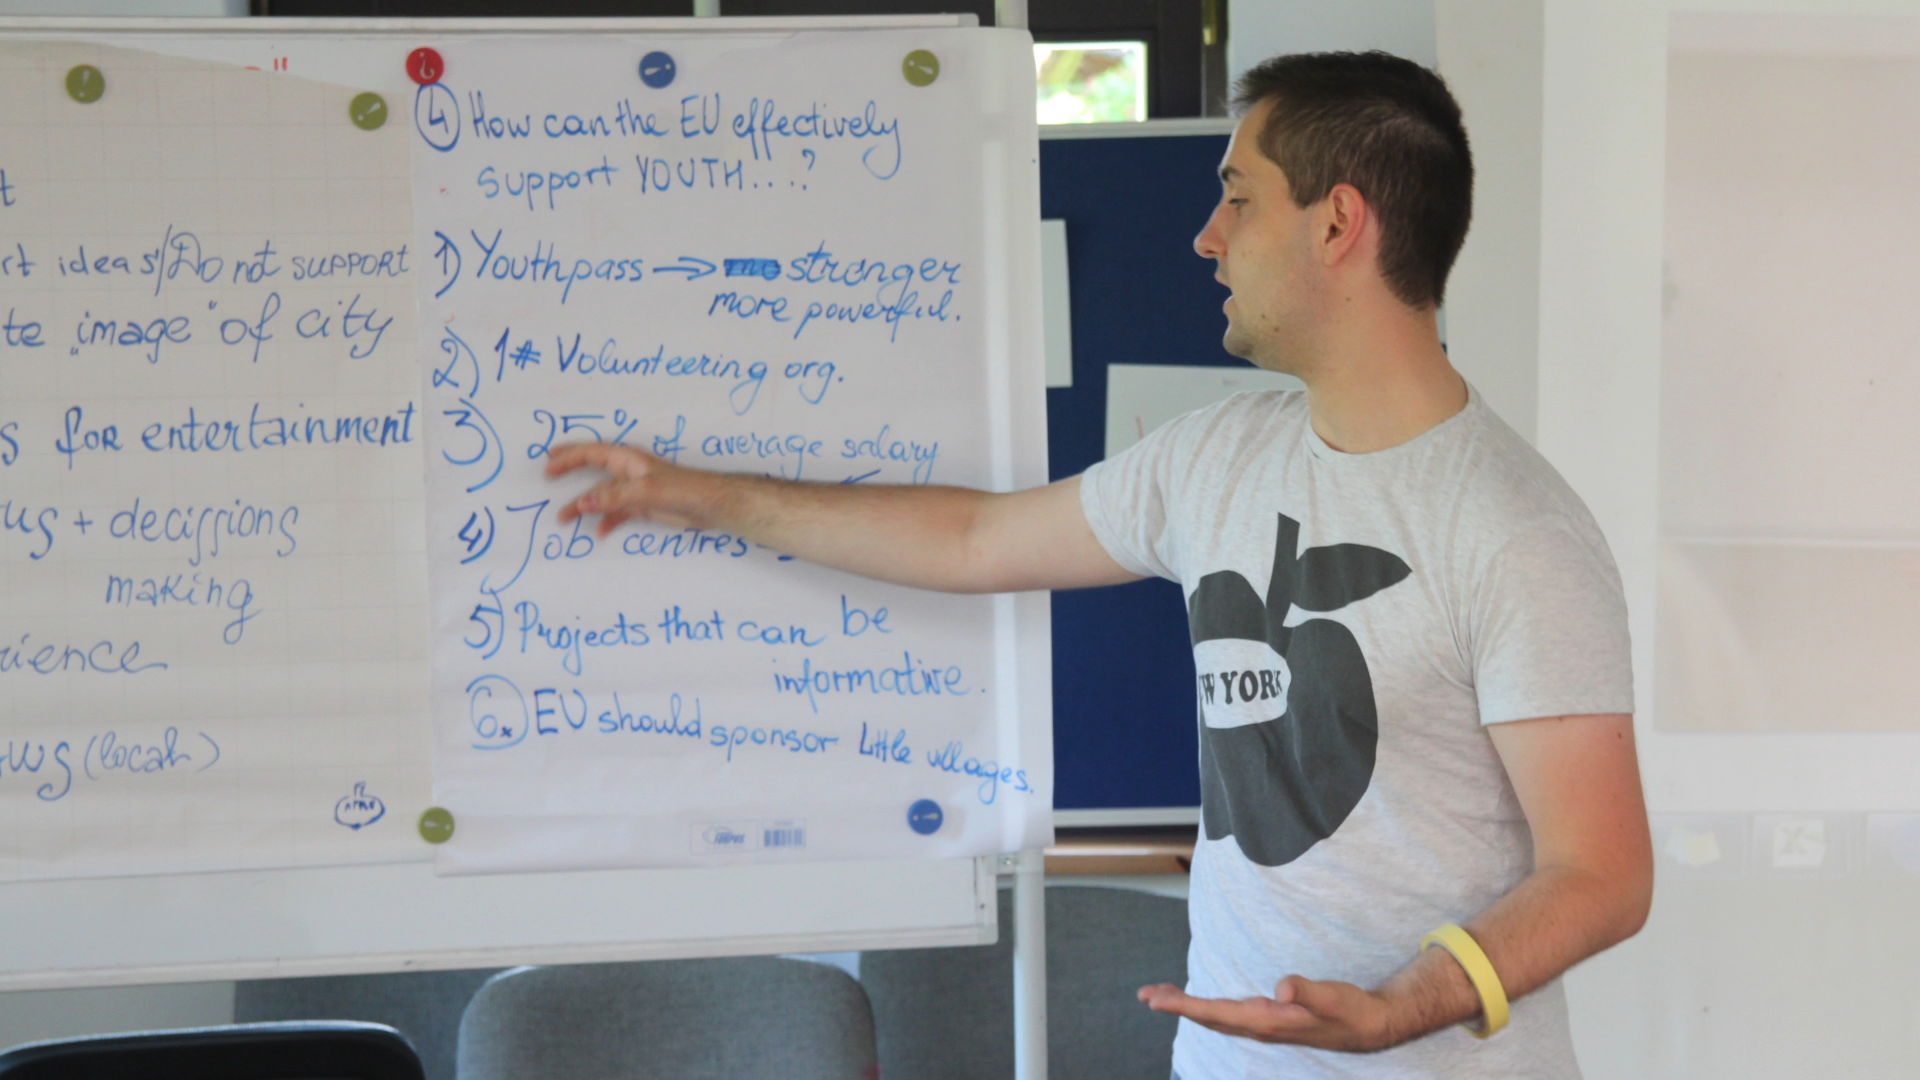 t
rt ideas/Do not support
te "image" of city
s for entertainment
us + decissions
making
rience
ws (local)
4 How can the EU effectively
support YOUTH....?
1) Youthpass → stronger
more powerful.
2) 1# Volunteering org.
3) 25% of average salary
4) Job centres
5) Projects that can be
informative.
6. EU should sponsor little villages.
W YORK